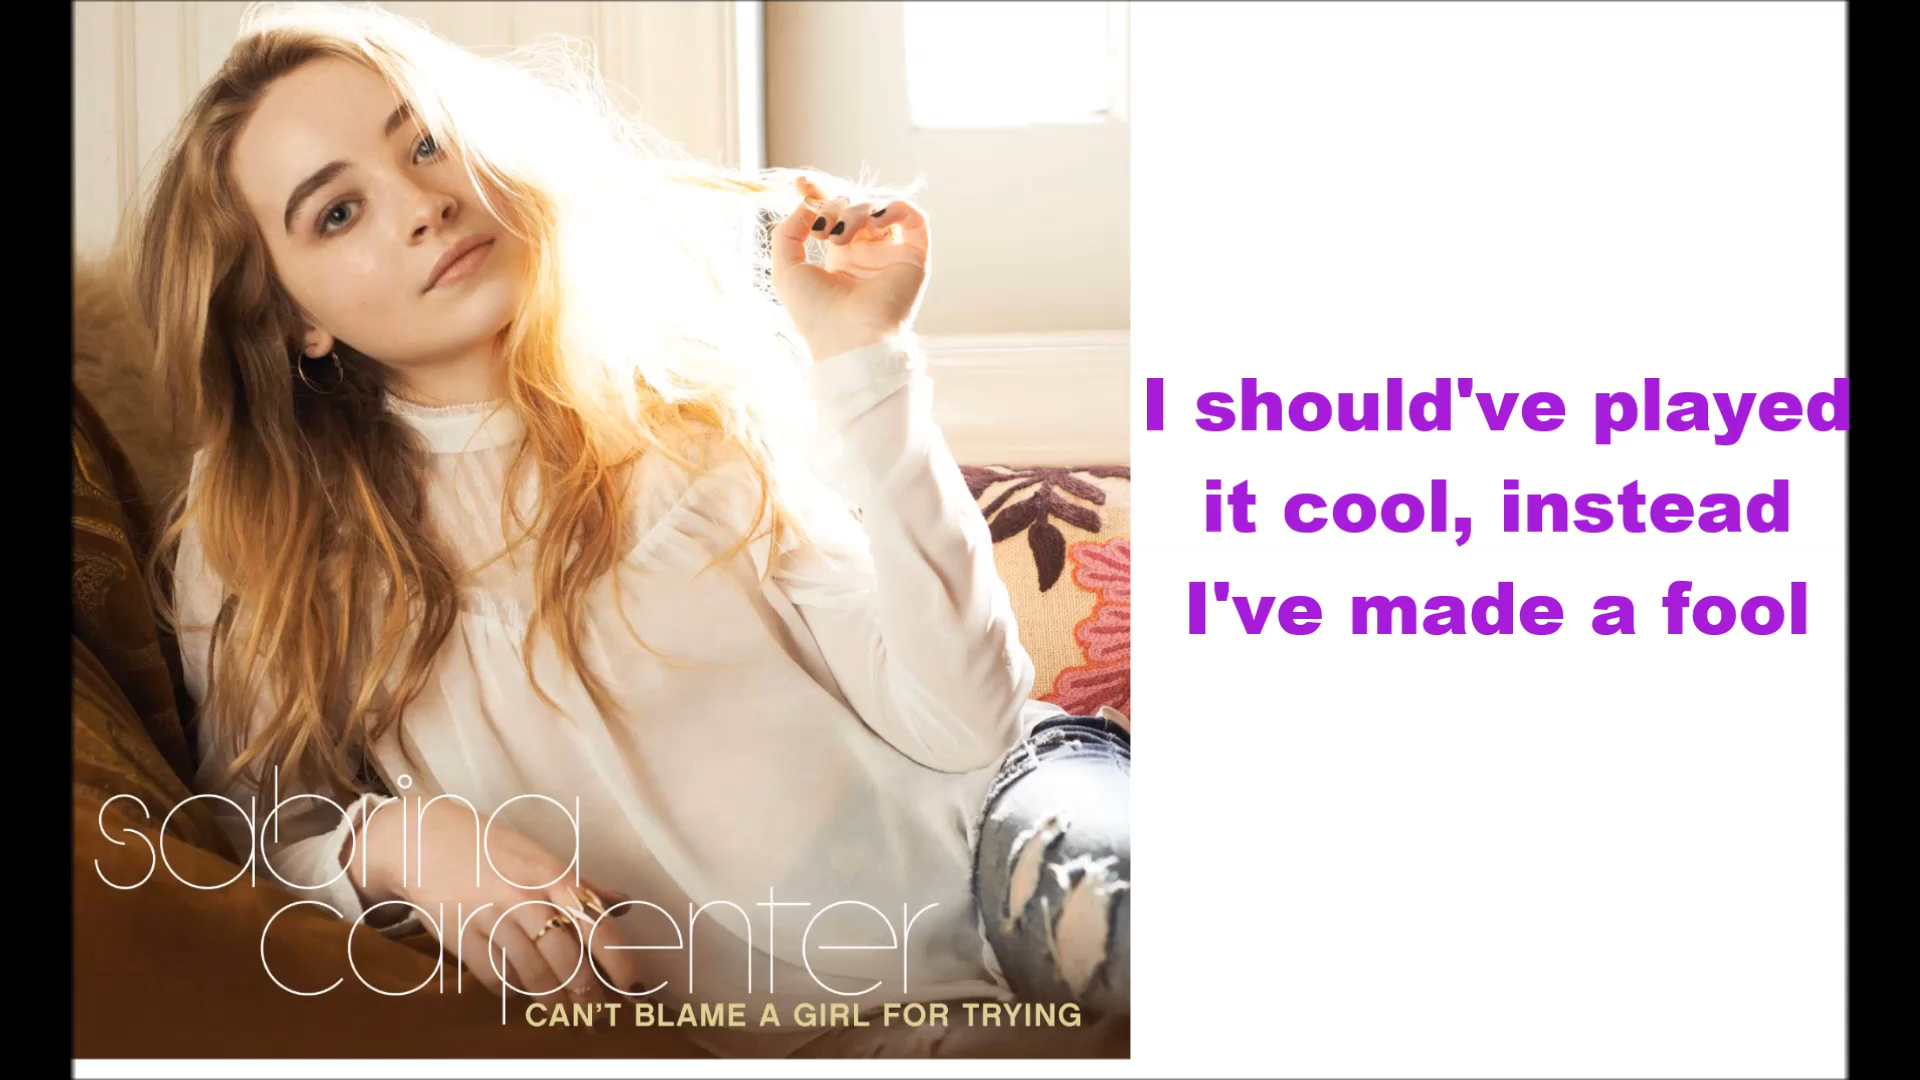 sabrina
carpenter
CAN'T BLAME A GIRL FOR TRYING
I should've played
it cool, instead
I've made a fool